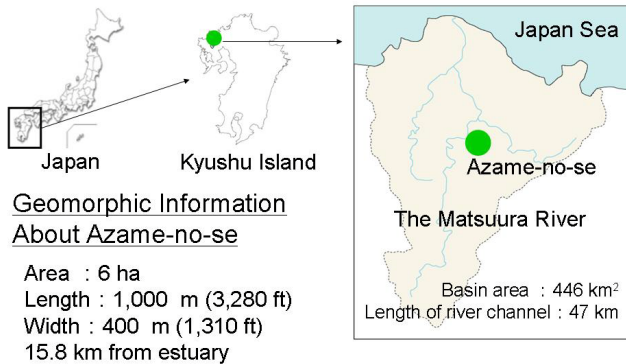 Japan
Kyushu Island
Geomorphic Information
About Azame-no-se
Area : 6 ha
Length : 1,000 m (3,280 ft)
Width : 400 m (1,310 ft)
15.8 km from estuary
Japan Sea
Azame-no-se
The Matsuura River
Basin area : 446 km²
Length of river channel : 47 km